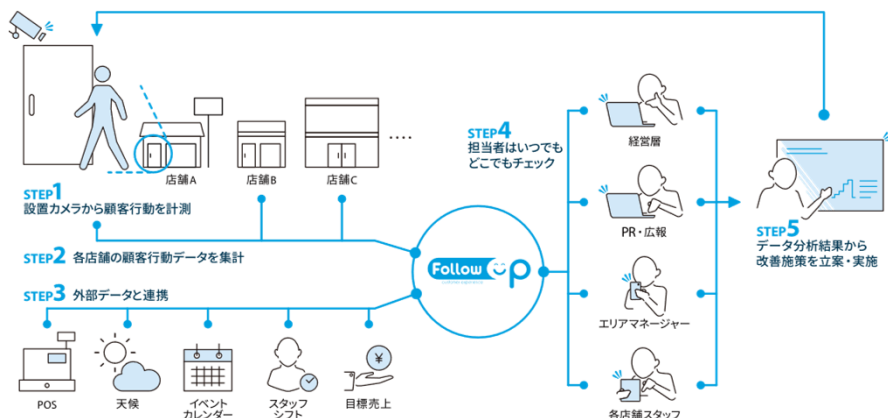 店舗A
店舗B
店舗C
‥‥
STEP1
設置カメラから顧客行動を計測
STEP2 各店舗の顧客行動データを集計
STEP3 外部データと連携
POS
天候
イベント
カレンダー
スタッフ
シフト
¥
目標売上
Follow UP
STEP4
担当者はいつでも
どこでもチェック
経営層
PR・広報
エリアマネージャー
各店舗スタッフ
STEP5
データ分析結果から
改善施策を立案・実施